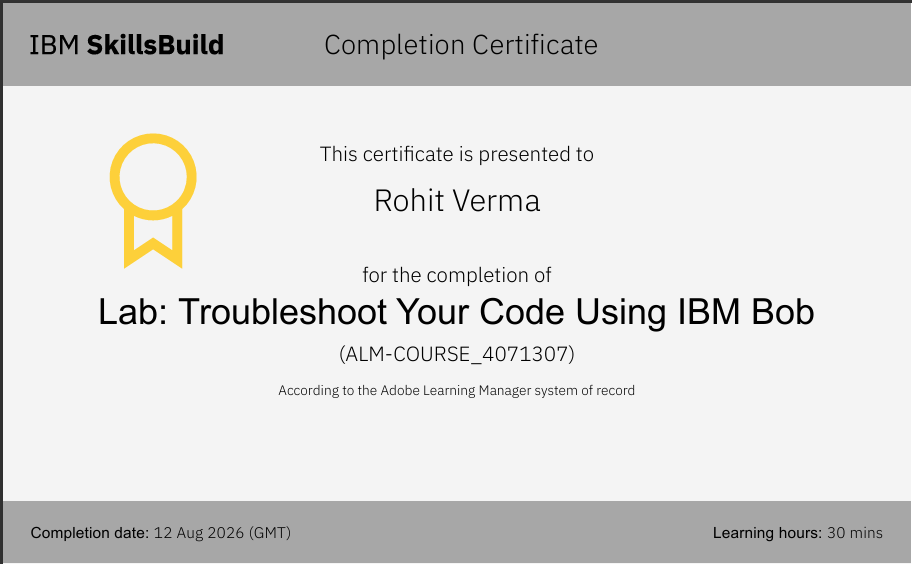 IBM SkillsBuild
Completion Certificate
This certificate is presented to
Rohit Verma
for the completion of
Lab: Troubleshoot Your Code Using IBM Bob
(ALM-COURSE_4071307)
According to the Adobe Learning Manager system of record
Completion date: 12 Aug 2026 (GMT)
Learning hours: 30 mins